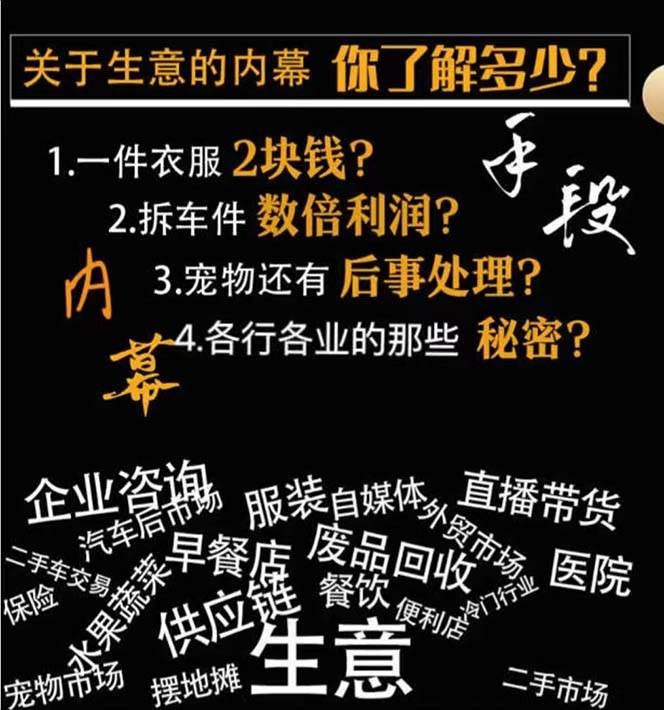 关于生意的内幕 你了解多少?
1.一件衣服 2块钱?
手段
2.拆车件 数倍利润?
3.宠物还有 后事处理?
内幕
4.各行各业的那些 秘密?
企业咨询
汽车后市场
服装
自媒体
直播带货
外贸市场
二手车交易
早餐店
废品回收
医院
保险
水果蔬菜
供应链
餐饮
便利店
冷门行业
生意
宠物市场
摆地摊
二手市场